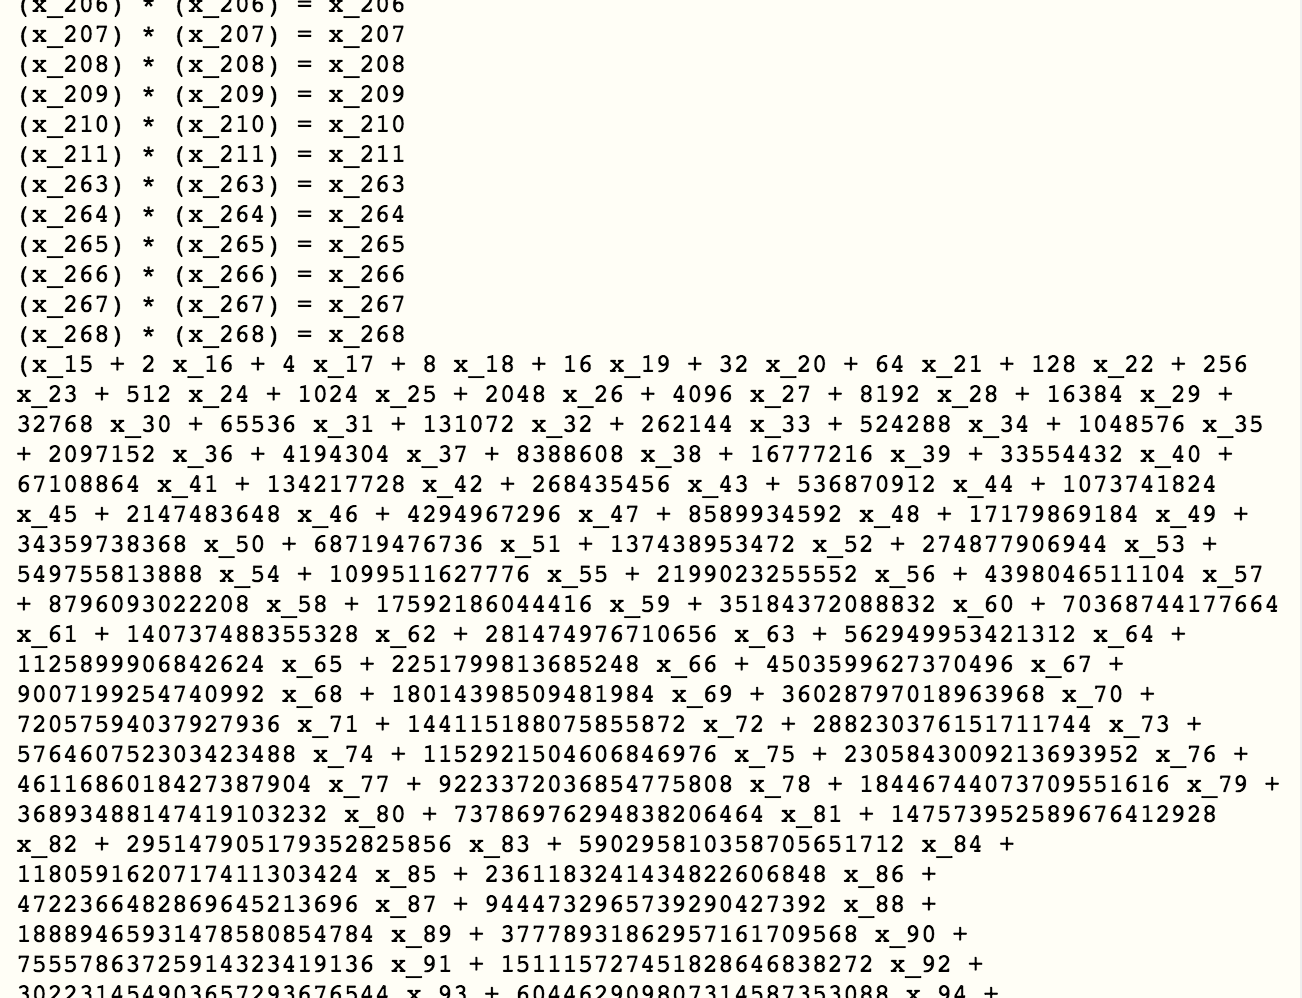 (x_206) * (x_206) = x_206
(x_207) * (x_207) = x_207
(x_208) * (x_208) = x_208
(x_209) * (x_209) = x_209
(x_210) * (x_210) = x_210
(x_211) * (x_211) = x_211
(x_263) * (x_263) = x_263
(x_264) * (x_264) = x_264
(x_265) * (x_265) = x_265
(x_266) * (x_266) = x_266
(x_267) * (x_267) = x_267
(x_268) * (x_268) = x_268
(x_15 + 2 x_16 + 4 x_17 + 8 x_18 + 16 x_19 + 32 x_20 + 64 x_21 + 128 x_22 + 256
x_23 + 512 x_24 + 1024 x_25 + 2048 x_26 + 4096 x_27 + 8192 x_28 + 16384 x_29 +
32768 x_30 + 65536 x_31 + 131072 x_32 + 262144 x_33 + 524288 x_34 + 1048576 x_35
+ 2097152 x_36 + 4194304 x_37 + 8388608 x_38 + 16777216 x_39 + 33554432 x_40 +
67108864 x_41 + 134217728 x_42 + 268435456 x_43 + 536870912 x_44 + 1073741824
x_45 + 2147483648 x_46 + 4294967296 x_47 + 8589934592 x_48 + 17179869184 x_49 +
34359738368 x_50 + 68719476736 x_51 + 137438953472 x_52 + 274877906944 x_53 +
549755813888 x_54 + 1099511627776 x_55 + 2199023255552 x_56 + 4398046511104 x_57
+ 8796093022208 x_58 + 17592186044416 x_59 + 35184372088832 x_60 + 70368744177664
x_61 + 140737488355328 x_62 + 281474976710656 x_63 + 562949953421312 x_64 +
1125899906842624 x_65 + 2251799813685248 x_66 + 4503599627370496 x_67 +
9007199254740992 x_68 + 18014398509481984 x_69 + 36028797018963968 x_70 +
72057594037927936 x_71 + 144115188075855872 x_72 + 288230376151711744 x_73 +
576460752303423488 x_74 + 1152921504606846976 x_75 + 2305843009213693952 x_76 +
4611686018427387904 x_77 + 9223372036854775808 x_78 + 18446744073709551616 x_79 +
36893488147419103232 x_80 + 73786976294838206464 x_81 + 147573952589676412928
x_82 + 295147905179352825856 x_83 + 590295810358705651712 x_84 +
1180591620717411303424 x_85 + 2361183241434822606848 x_86 +
4722366482869645213696 x_87 + 9444732965739290427392 x_88 +
18889465931478580854784 x_89 + 37778931862957161709568 x_90 +
75557863725914323419136 x_91 + 151115727451828646838272 x_92 +
302231454903657293676544 x_93 + 604462909807314587353088 x_94 +